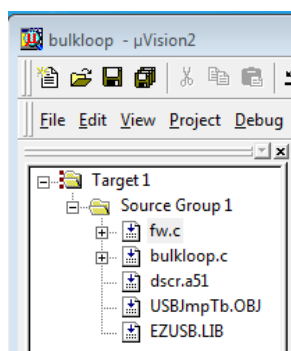 bulkloop - µVision2
File Edit View Project Debug
Target 1
Source Group 1
fw.c
bulkloop.c
dscr.a51
USBJmpTb.OBJ
EZUSB.LIB